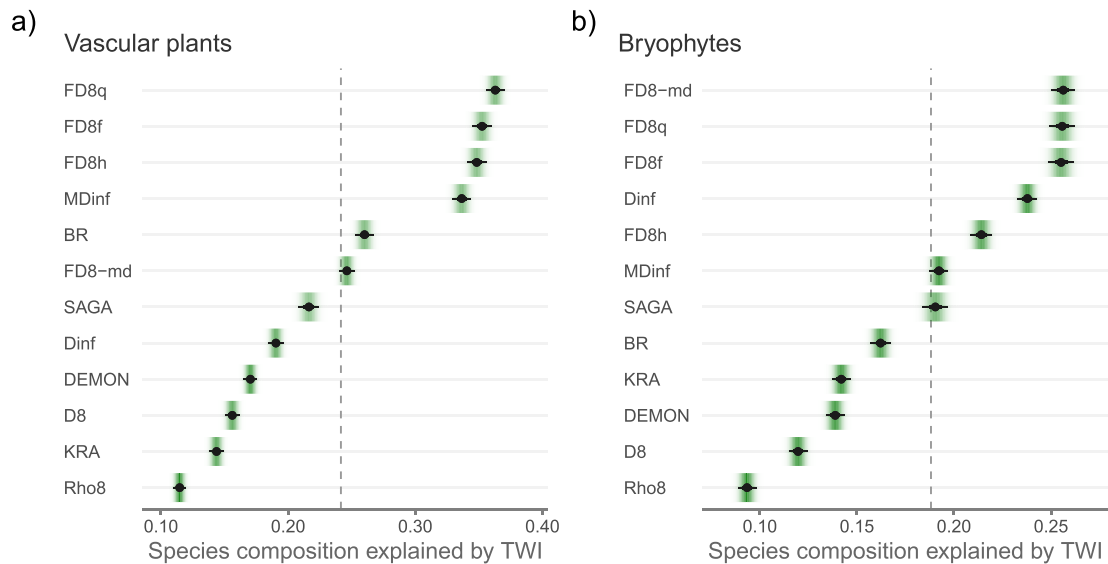 a)
Vascular plants
FD8q
FD8f
FD8h
MDinf
BR
FD8−md
SAGA
Dinf
DEMON
D8
KRA
Rho8
0.10 0.20 0.30 0.40
Species composition explained by TWI
b)
Bryophytes
FD8−md
FD8q
FD8f
Dinf
FD8h
MDinf
SAGA
BR
KRA
DEMON
D8
Rho8
0.10 0.15 0.20 0.25
Species composition explained by TWI